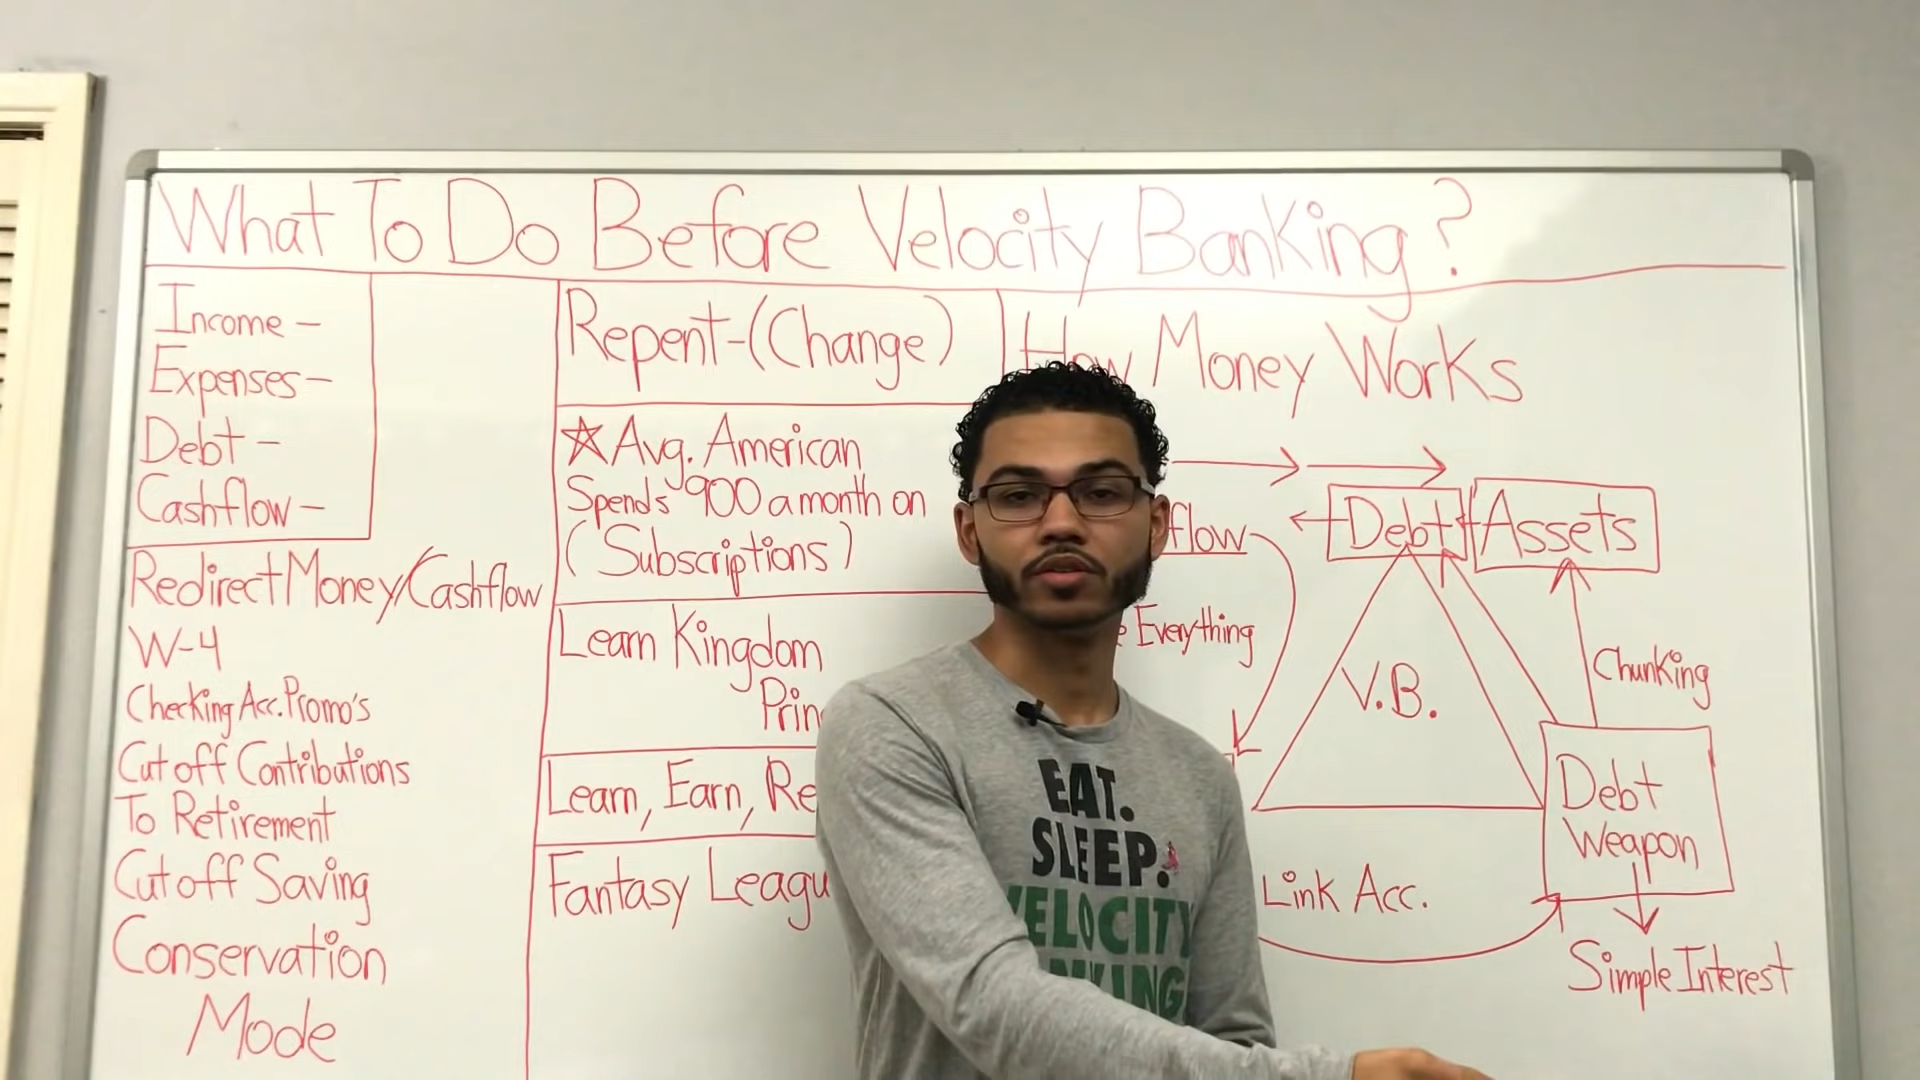 What To Do Before Velocity Banking?
Income -
Expenses -
Debt -
Cashflow -
Redirect Money/Cashflow
W-4
Checking Acc. Promo's
Cut off Contributions
To Retirement
Cut off Saving
Conservation
Mode
Repent-(Change)
☆ Avg. American
Spends 900 a month on
(Subscriptions)
Learn Kingdom
Learn, Earn,
Fantasy
How Money Works
flow
Debt
Assets
Everything
V.B.
Chunking
Debt
Weapon
Link Acc.
Simple Interest
EAT.
SLEEP.
VELOCITY